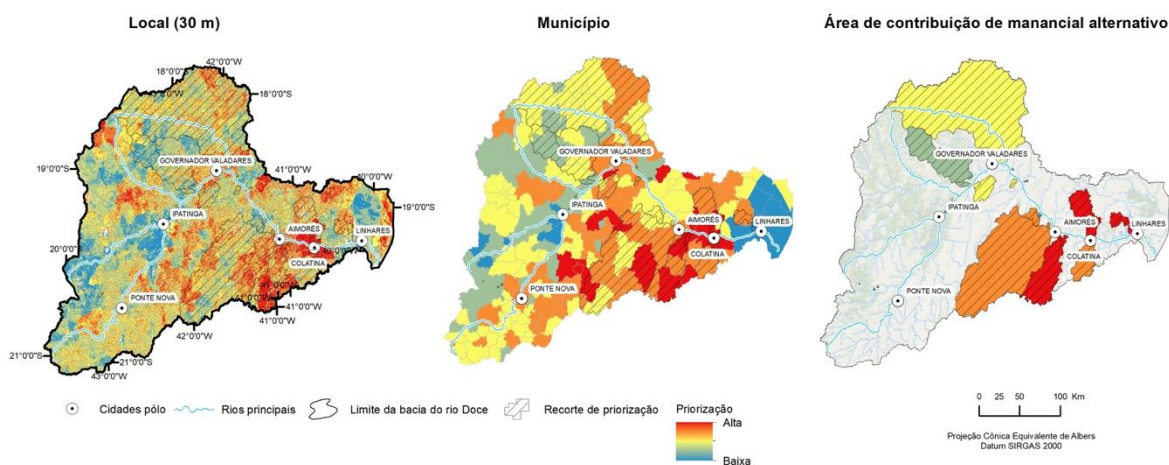 Local (30 m)
Município
Área de contribuição de manancial alternativo
42°0'0"W
18°0'0"S
18°0'0"S
19°0'0"S
GOVERNADOR VALADARES
41°0'0"W
40°0'0"W
19°0'0"S
IPATINGA
AIMORÉS
LINHARES
20°0'0"
COLATINA
PONTE NOVA
41°0'0"W
41°0'0"W
42°0'0"W
21°0'0"S
21°0'0"S
43°0'0"W
GOVERNADOR VALADARES
IPATINGA
AIMORÉS
LINHARES
COLATINA
PONTE NOVA
GOVERNADOR VALADARES
IPATINGA
AIMORÉS
LINHARES
COLATINA
PONTE NOVA
Cidades pólo
Rios principais
Limite da bacia do rio Doce
Recorte de priorização
Priorização
Alta
Baixa
0 25 50 100 Km
Projeção Cônica Equivalente de Albers
Datum SIRGAS 2000